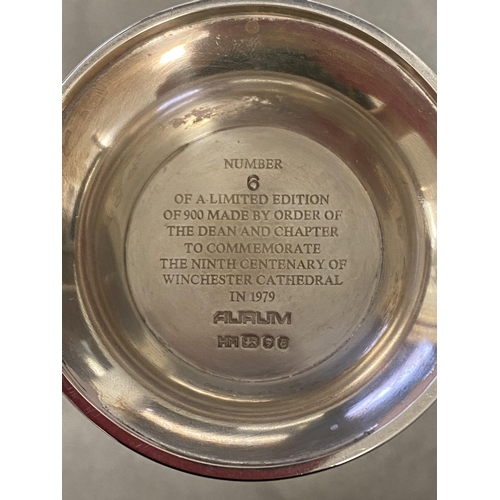 NUMBER
6
OF A LIMITED EDITION
OF 900 MADE BY ORDER OF
THE DEAN AND CHAPTER
TO COMMEMORATE
THE NINTH CENTENARY OF
WINCHESTER CATHEDRAL
IN 1979
AURUM